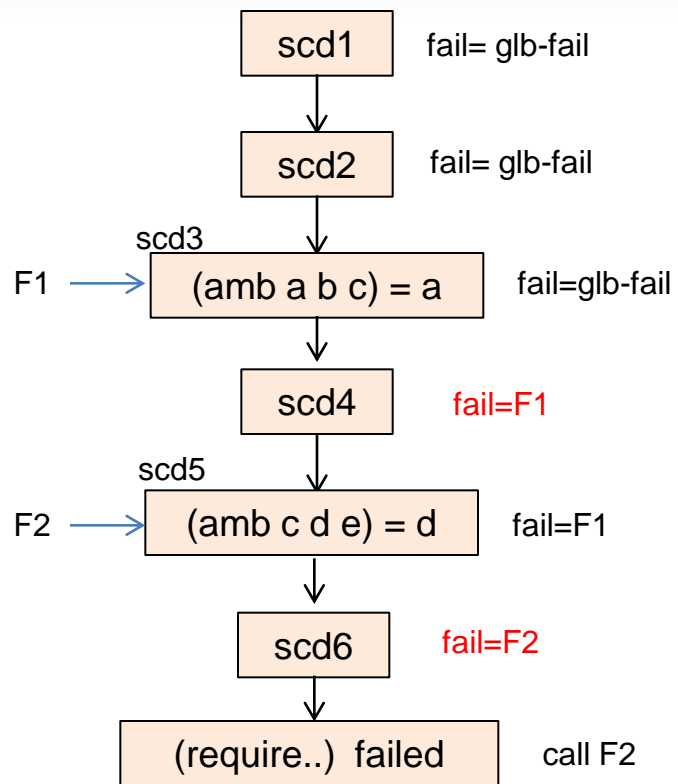 scd1 fail= glb-fail
scd2 fail= glb-fail
scd3
F1 (amb a b c) = a fail=glb-fail
scd4 fail=F1
scd5
F2 (amb c d e) = d fail=F1
scd6 fail=F2
(require..) failed call F2